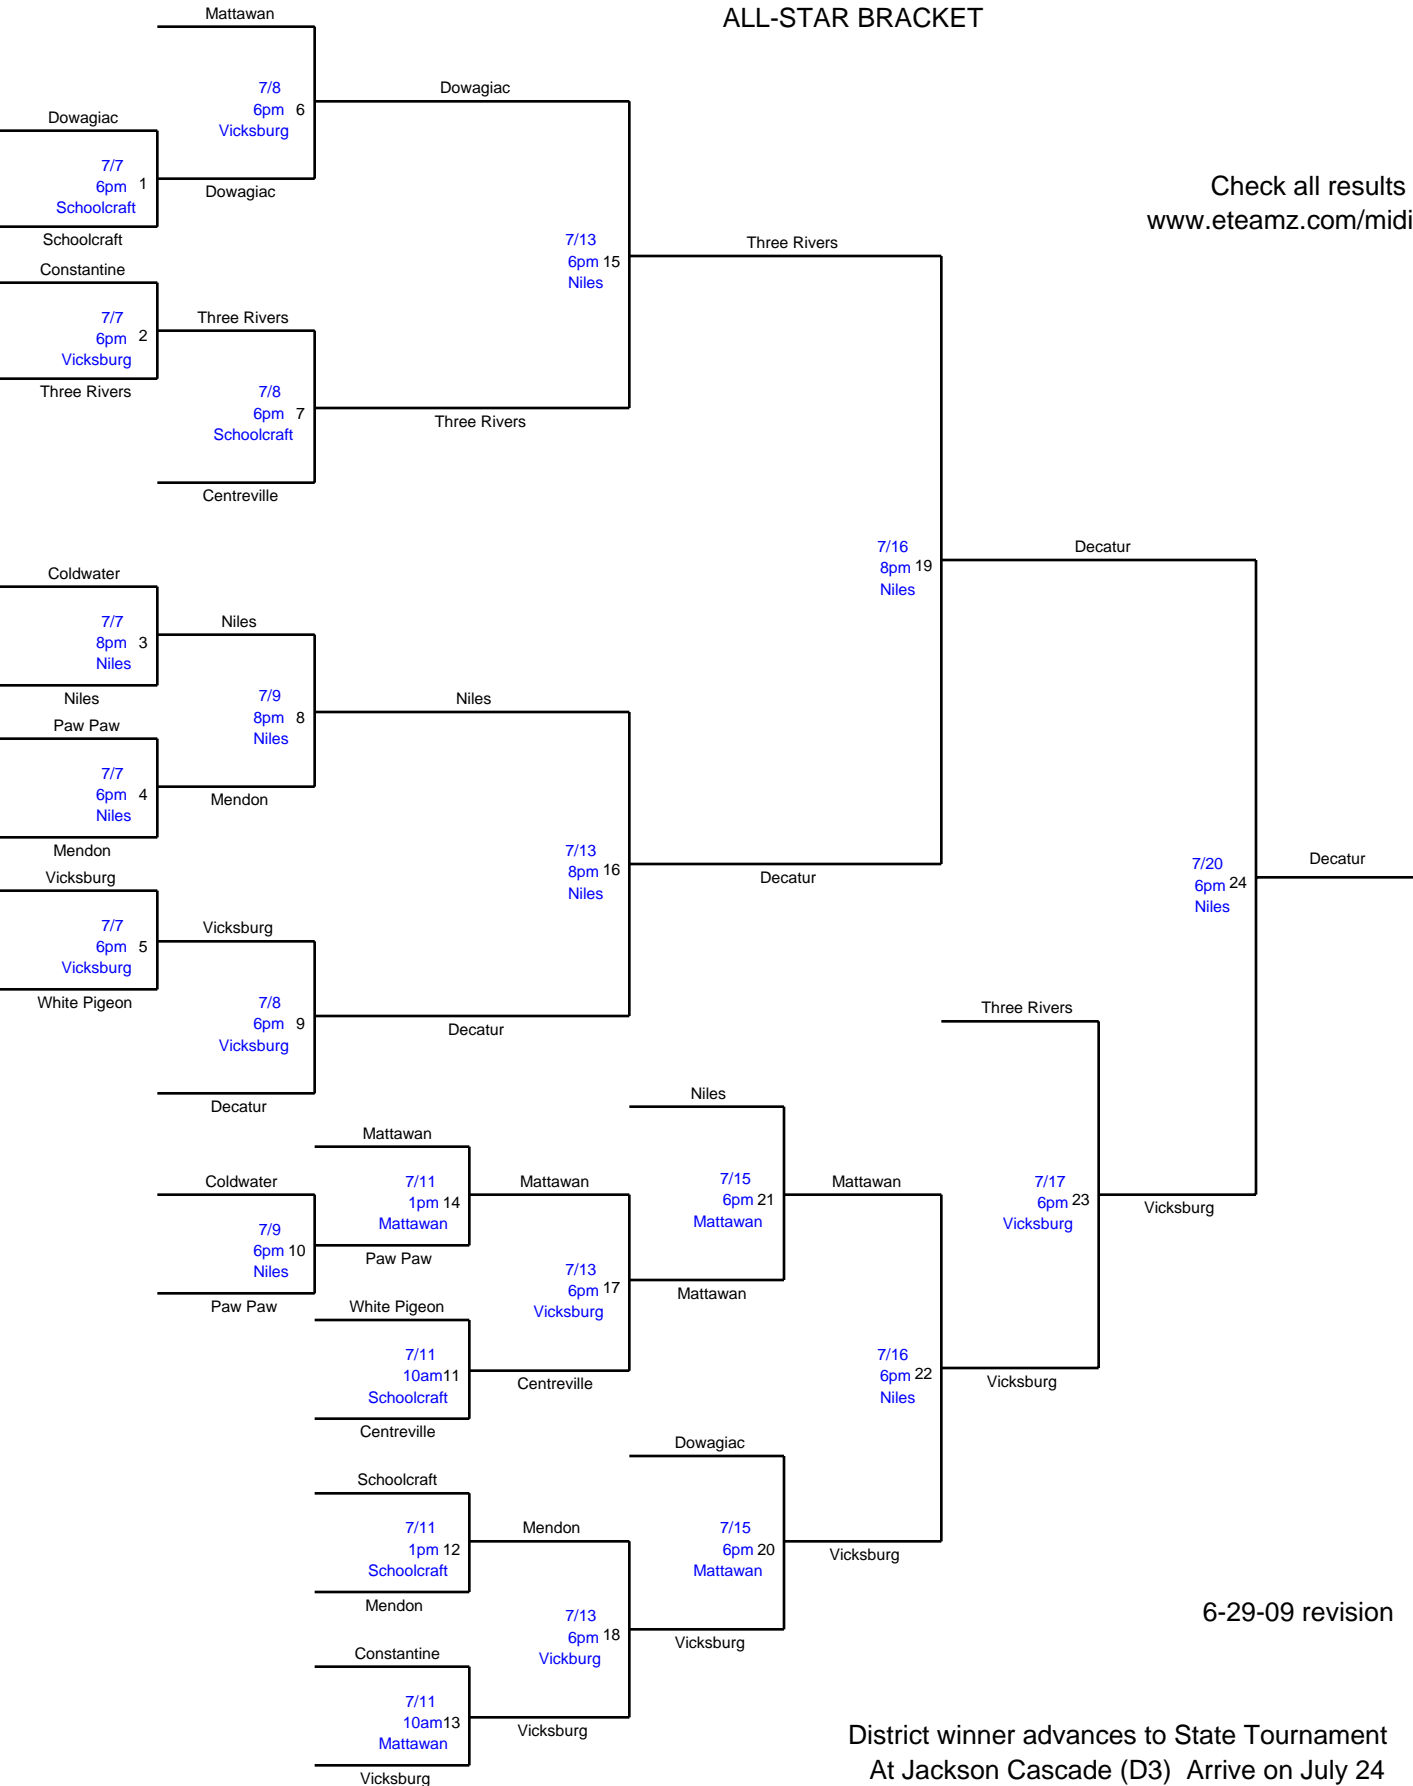 ALL-STAR BRACKET
Mattawan
7/8
6pm 6
Vicksburg
Dowagiac
Dowagiac
7/7
6pm 1
Schoolcraft
Dowagiac
Schoolcraft
Check all results
www.eteamz.com/midi
Constantine
7/13
6pm 15
Niles
Three Rivers
7/7
6pm 2
Vicksburg
Three Rivers
Three Rivers
7/8
6pm 7
Schoolcraft
Three Rivers
Centreville
7/16
8pm 19
Niles
Decatur
Coldwater
7/7
8pm 3
Niles
Niles
Niles
7/9
8pm 8
Niles
Niles
Paw Paw
7/7
6pm 4
Niles
Mendon
Mendon
7/13
8pm 16
Niles
Decatur
7/20
6pm 24
Niles
Decatur
Vicksburg
7/7
6pm 5
Vicksburg
Vicksburg
White Pigeon
7/8
6pm 9
Vicksburg
Decatur
Three Rivers
Decatur
Niles
Mattawan
7/11
1pm 14
Mattawan
Mattawan
7/15
6pm 21
Mattawan
Mattawan
7/17
6pm 23
Vicksburg
Vicksburg
Coldwater
7/9
6pm 10
Niles
Paw Paw
Paw Paw
7/13
6pm 17
Vicksburg
Mattawan
White Pigeon
7/11
10am11
Schoolcraft
Centreville
Centreville
7/16
6pm 22
Niles
Vicksburg
Dowagiac
Schoolcraft
7/11
1pm 12
Schoolcraft
Mendon
Mendon
7/15
6pm 20
Mattawan
Vicksburg
7/13
6pm 18
Vickburg
Vicksburg
6-29-09 revision
Constantine
7/11
10am13
Mattawan
Vicksburg
Vicksburg
District winner advances to State Tournament
At Jackson Cascade (D3) Arrive on July 24